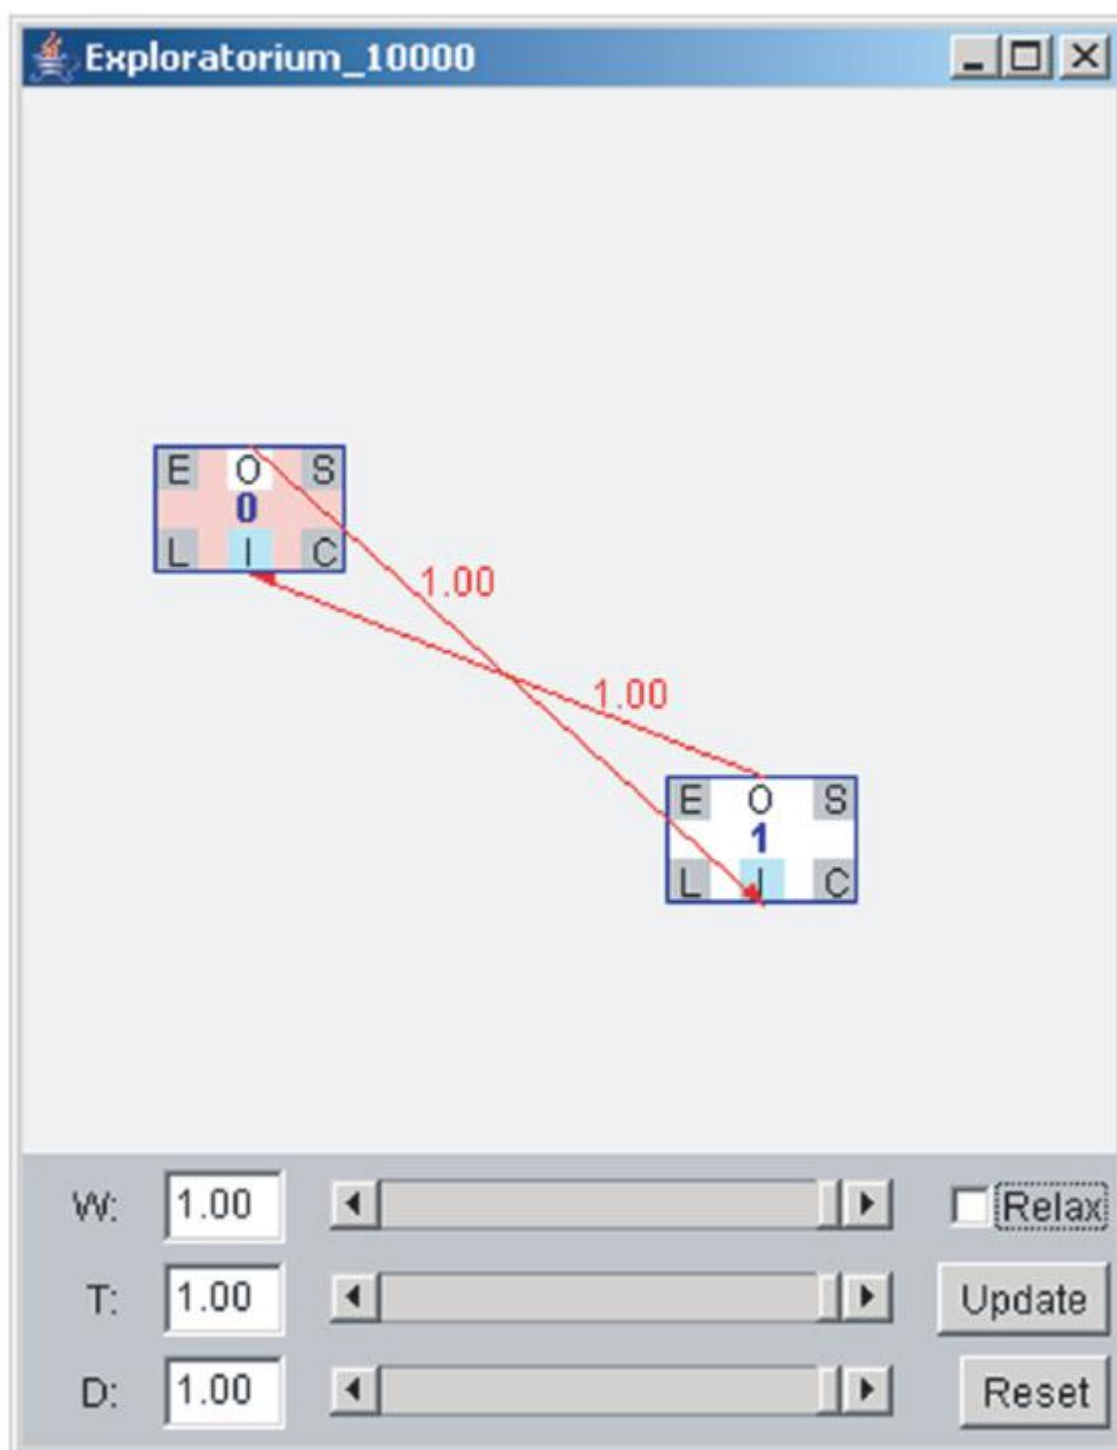 Exploratorium_10000
E O S
0
L I C
1.00
1.00
E O S
1
L I C
W: 1.00 Relax
T: 1.00 Update
D: 1.00 Reset